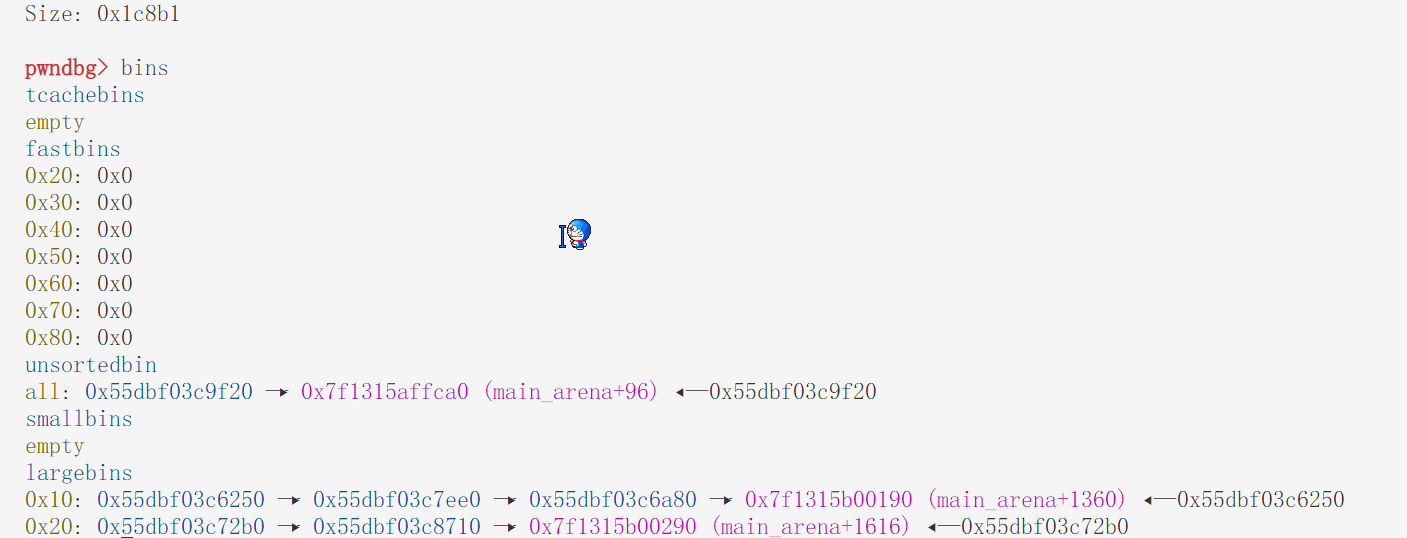 Size: 0x1c8b1
pwndbg> bins
tcachebins
empty
fastbins
0x20: 0x0
0x30: 0x0
0x40: 0x0
0x50: 0x0
0x60: 0x0
0x70: 0x0
0x80: 0x0
unsortedbin
all: 0x55dbf03c9f20 —▸ 0x7f1315affca0 (main_arena+96) ◂—0x55dbf03c9f20
smallbins
empty
largebins
0x10: 0x55dbf03c6250 —▸ 0x55dbf03c7ee0 —▸ 0x55dbf03c6a80 —▸ 0x7f1315b00190 (main_arena+1360) ◂—0x55dbf03c6250
0x20: 0x55dbf03c72b0 —▸ 0x55dbf03c8710 —▸ 0x7f1315b00290 (main_arena+1616) ◂—0x55dbf03c72b0